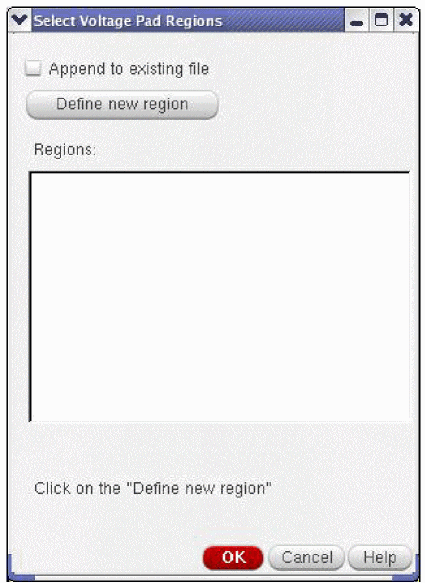 Select Voltage Pad Regions
Append to existing file
Define new region
Regions:
Click on the "Define new region"
OK Cancel Help